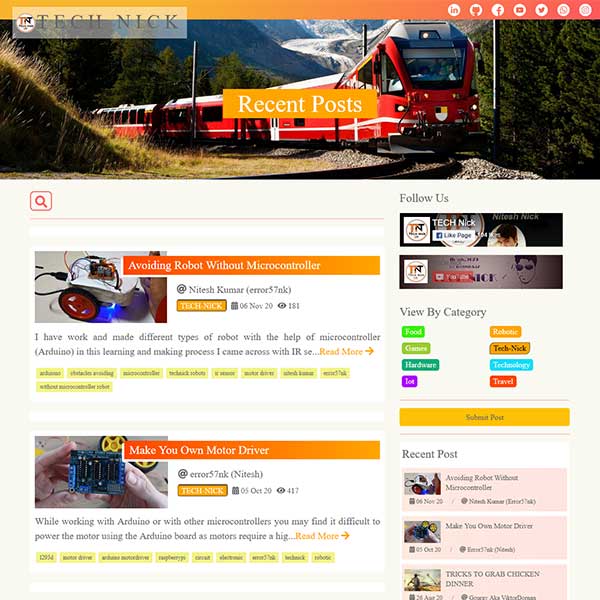 TECH NICK
Recent Posts
Avoiding Robot Without Microcontroller
@ Nitesh Kumar (error57nk)
TECH-NICK 06 Nov 20 181
I have work and made different types of robot with the help of microcontroller
(Arduino) in this learning and making process I came across with IR se...Read More
arduiono obstacles avoiding microcontroller technick robots ir sensor motor driver nitesh kumar error57nk
without microcontroller robot
Make You Own Motor Driver
@ error57nk (Nitesh)
TECH-NICK 05 Oct 20 417
While working with Arduino or with other microcontrollers you may find it difficult to
power the motor using the Arduino board as motors require a hig...Read More
l293d motor driver arduino motordriver raspberrypi circuit electronic error57nk technick robotic
Follow Us
TECH Nick
Nitesh Nick
Like Page
YouTube
View By Category
Food Robotic
Games Tech-Nick
Hardware Technology
Iot Travel
Submit Post
Recent Post
Avoiding Robot Without
Microcontroller
06 Nov 20 / @ Nitesh Kumar (Error57nk)
Make You Own Motor Driver
05 Oct 20 / @ Error57nk (Nitesh)
TRICKS TO GRAB CHICKEN
DINNER
26 Aug 20 / @ Gourav Aka ViktorDoman